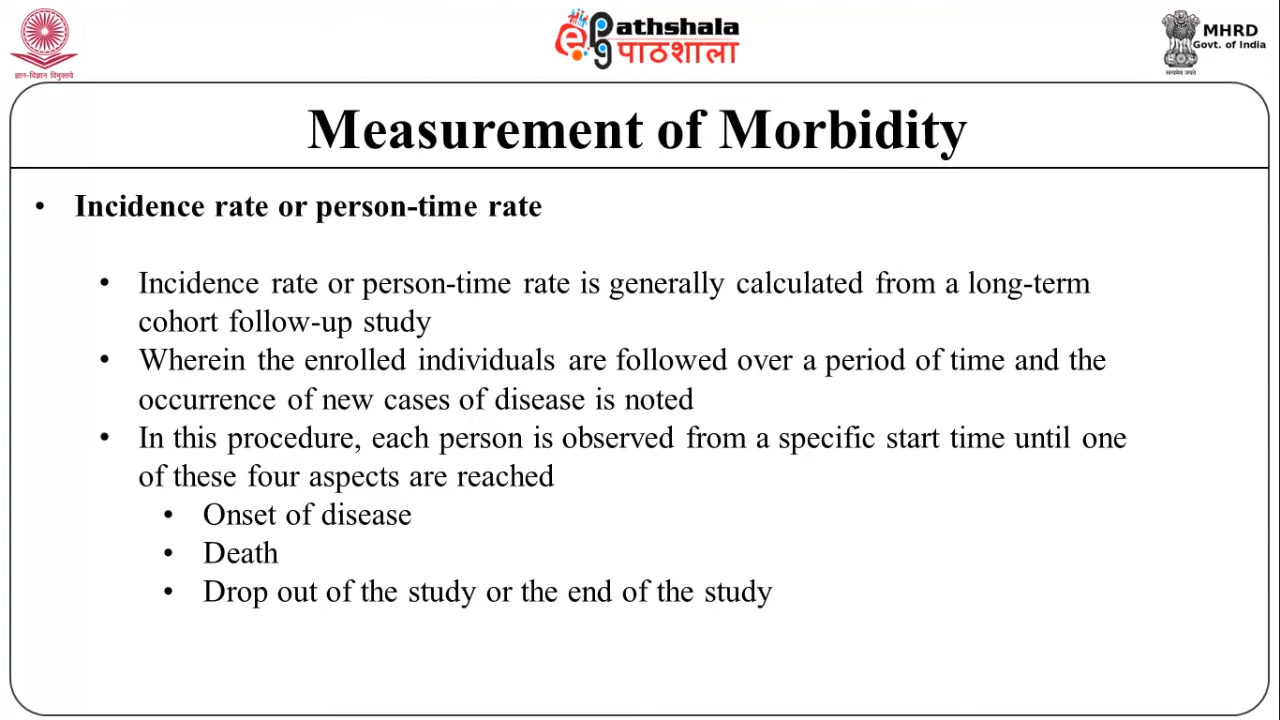 ज्ञान-विज्ञान विमुक्तये
ePathshala
पाठशाला
MHRD
Govt. of India
सत्यमेव जयते
Measurement of Morbidity
• Incidence rate or person-time rate
• Incidence rate or person-time rate is generally calculated from a long-term
cohort follow-up study
• Wherein the enrolled individuals are followed over a period of time and the
occurrence of new cases of disease is noted
• In this procedure, each person is observed from a specific start time until one
of these four aspects are reached
• Onset of disease
• Death
• Drop out of the study or the end of the study